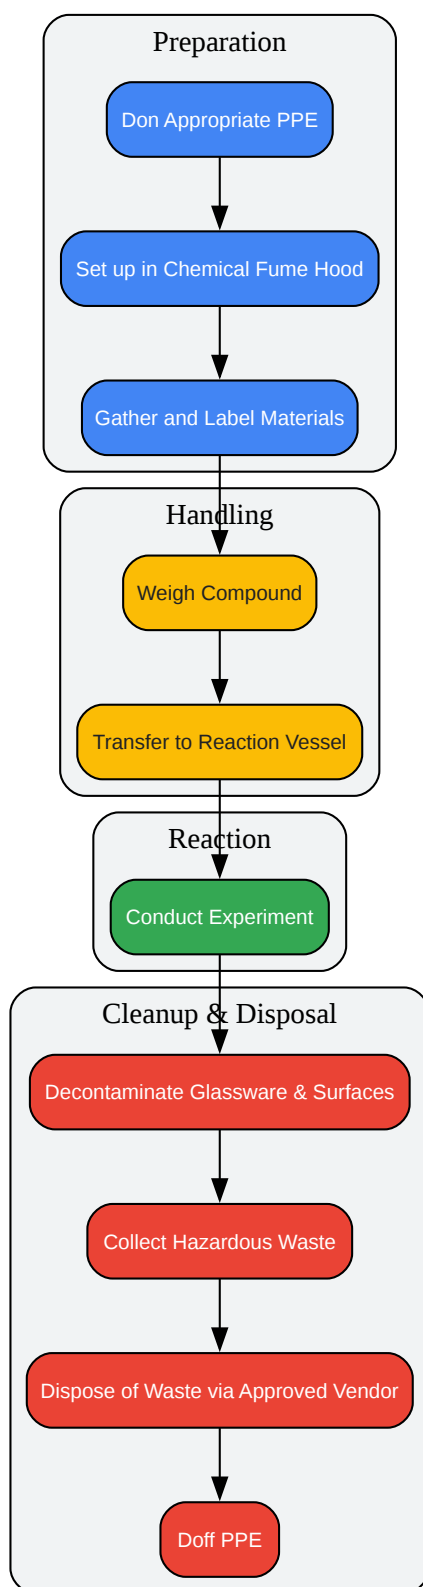 Preparation
Don Appropriate PPE
Set up in Chemical Fume Hood
Gather and Label Materials
Handling
Weigh Compound
Transfer to Reaction Vessel
Reaction
Conduct Experiment
Cleanup & Disposal
Decontaminate Glassware & Surfaces
Collect Hazardous Waste
Dispose of Waste via Approved Vendor
Doff PPE